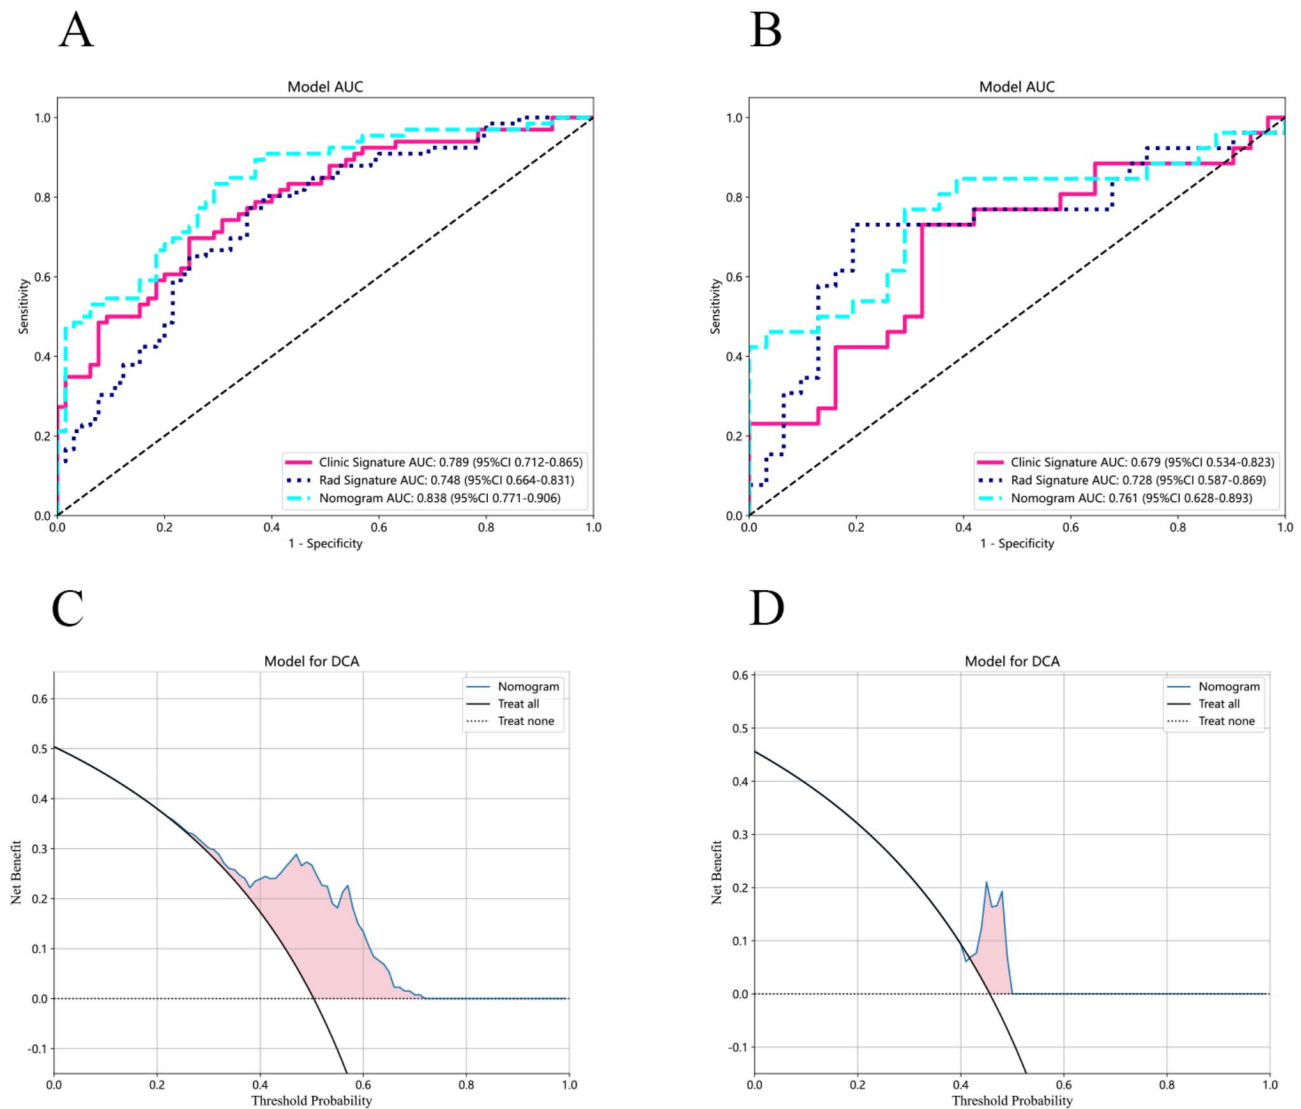 A
B
Model AUC
Sensitivity
1.0
0.8
0.6
0.4
0.2
0.0
Clinic Signature AUC: 0.789 (95%CI 0.712-0.865)
Rad Signature AUC: 0.748 (95%CI 0.664-0.831)
Nomogram AUC: 0.838 (95%CI 0.771-0.906)
0.0 0.2 0.4 0.6 0.8 1.0
1 - Specificity
Model AUC
Sensitivity
1.0
0.8
0.6
0.4
0.2
0.0
Clinic Signature AUC: 0.679 (95%CI 0.534-0.823)
Rad Signature AUC: 0.728 (95%CI 0.587-0.869)
Nomogram AUC: 0.761 (95%CI 0.628-0.893)
0.0 0.2 0.4 0.6 0.8 1.0
1 - Specificity
C
D
Model for DCA
Net Benefit
0.6
0.5
0.4
0.3
0.2
0.1
0.0
-0.1
Nomogram
Treat all
Treat none
0.0 0.2 0.4 0.6 0.8 1.0
Threshold Probability
Model for DCA
Net Benefit
0.6
0.5
0.4
0.3
0.2
0.1
0.0
-0.1
Nomogram
Treat all
Treat none
0.0 0.2 0.4 0.6 0.8 1.0
Threshold Probability